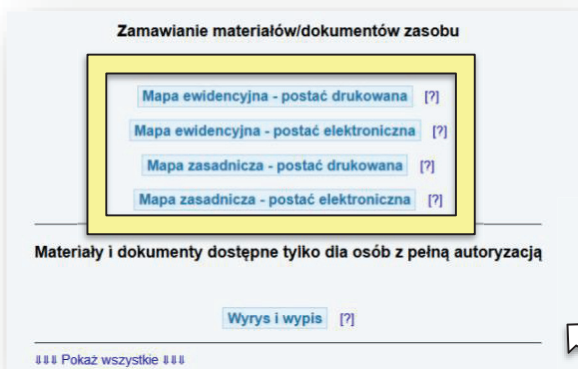 Zamawianie materiałów/dokumentów zasobu
Mapa ewidencyjna - postać drukowana [?]
Mapa ewidencyjna - postać elektroniczna [?]
Mapa zasadnicza - postać drukowana [?]
Mapa zasadnicza - postać elektroniczna [?]
Materiały i dokumenty dostępne tylko dla osób z pełną autoryzacją
Wyrys i wypis [?]
⇓⇓⇓ Pokaż wszystkie ⇓⇓⇓